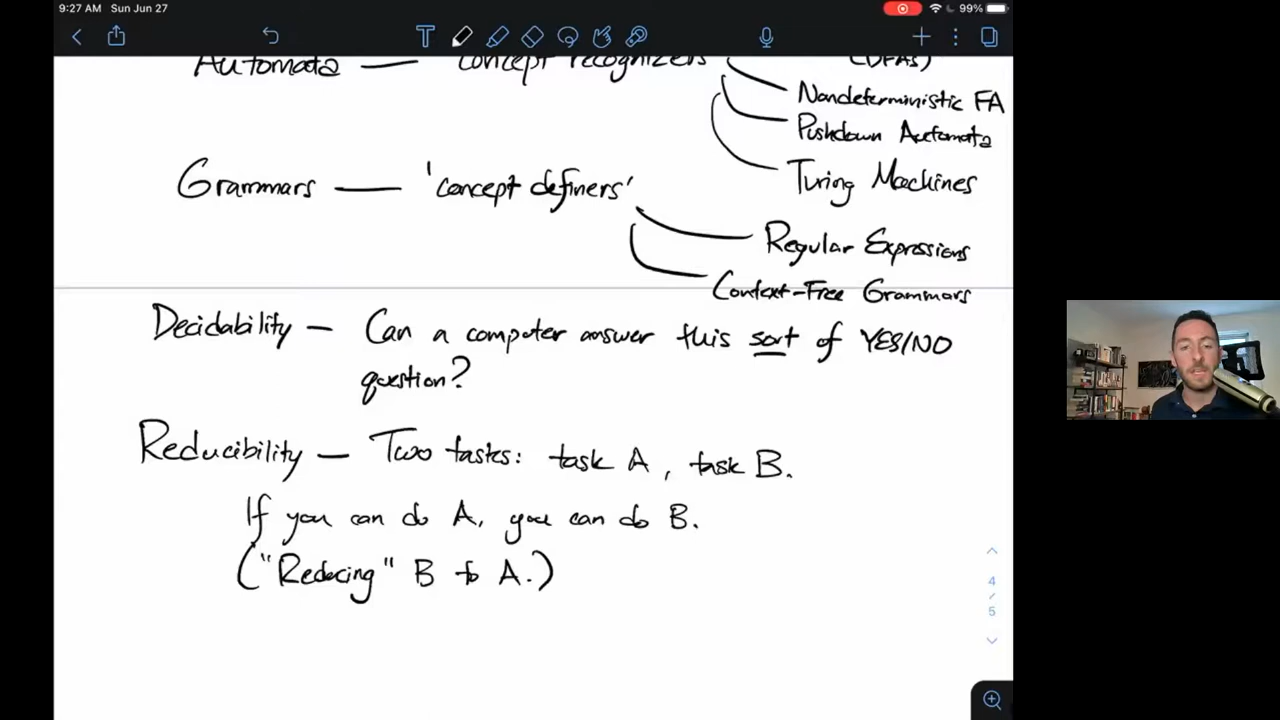 9:27 AM Sun Jun 27
99%
Automata — 'concept recognizers' (DFAs)
Nondeterministic FA
Pushdown Automata
Turing Machines
Grammars — 'concept definers'
Regular Expressions
Context-Free Grammars
Decidability — Can a computer answer this sort of YES/NO
question?
Reducibility — Two tasks: task A, task B.
If you can do A, you can do B.
("Reducing" B to A.)
4
/
5